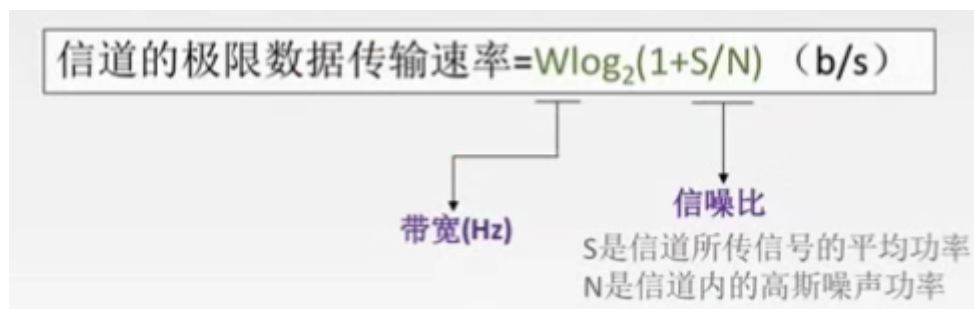 信道的极限数据传输速率=Wlog₂(1+S/N)（b/s）
带宽(Hz)
信噪比
S是信道所传信号的平均功率
N是信道内的高斯噪声功率